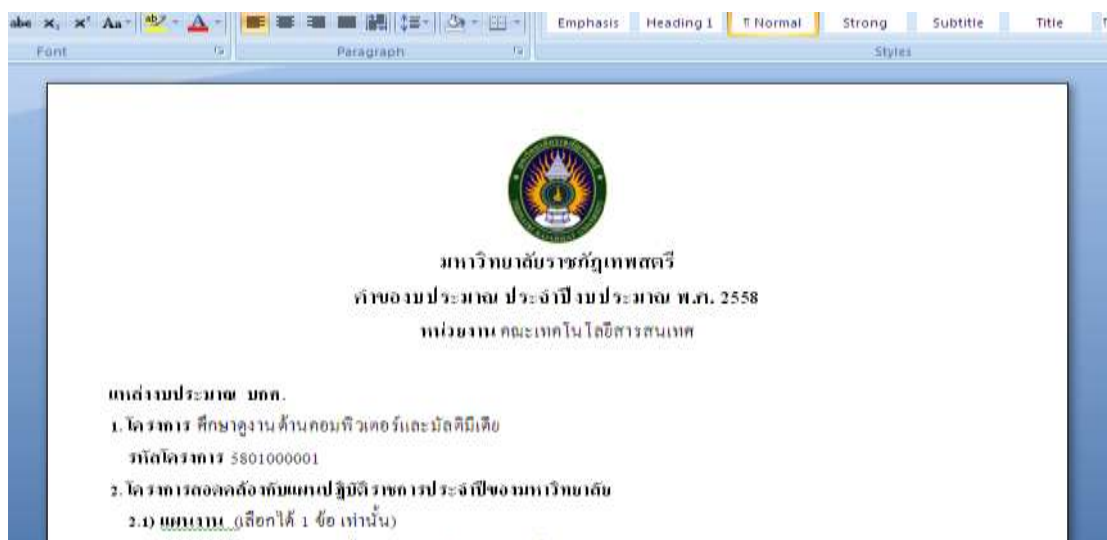 abe x₂ x² Aa ab A
Font Paragraph Styles
Emphasis Heading 1 ¶ Normal Strong Subtitle Title
มหาวิทยาลัยราชภัฏเทพสตรี
คำของบประมาณ ประจำปีงบประมาณ พ.ศ. 2558
หน่วยงาน คณะเทคโนโลยีสารสนเทศ
แหล่งงบประมาณ บกศ.
1. โครงการ ศึกษาดูงานด้านคอมพิวเตอร์และมัลติมีเดีย
รหัสโครงการ 5801000001
2. โครงการสอดคล้องกับแผนปฏิบัติราชการประจำปีของมหาวิทยาลัย
2.1) แผนงาน (เลือกได้ 1 ข้อ เท่านั้น)